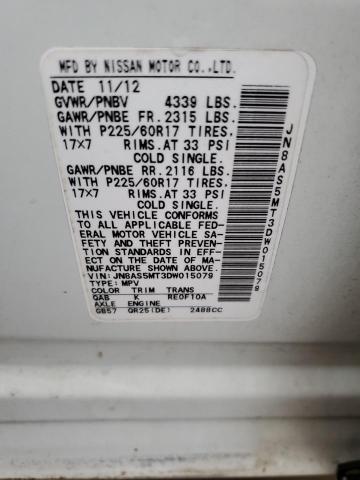 MFD BY NISSAN MOTOR CO.,LTD.
DATE 11/12
GVWR/PNBV 4339 LBS.
GAWR/PNBE FR. 2315 LBS.
WITH P225/60R17 TIRES,
17×7 RIMS.AT 33 PSI
COLD SINGLE.
GAWR/PNBE RR. 2116 LBS.
WITH P225/60R17 TIRES,
17×7 RIMS.AT 33 PSI
COLD SINGLE.
THIS VEHICLE CONFORMS
TO ALL APPLICABLE FED-
ERAL MOTOR VEHICLE SA-
FETY AND THEFT PREVEN-
TION STANDARDS IN EFF-
ECT ON THE DATE OF MA-
NUFACTURE SHOWN ABOVE.
VIN: JN8AS5MT3DW015079
TYPE: MPV
COLOR TRIM TRANS
QAB K RE0F10A
AXLE ENGINE
GB57 QR25(DE) 2488CC
JN8AS5MT3DW015079